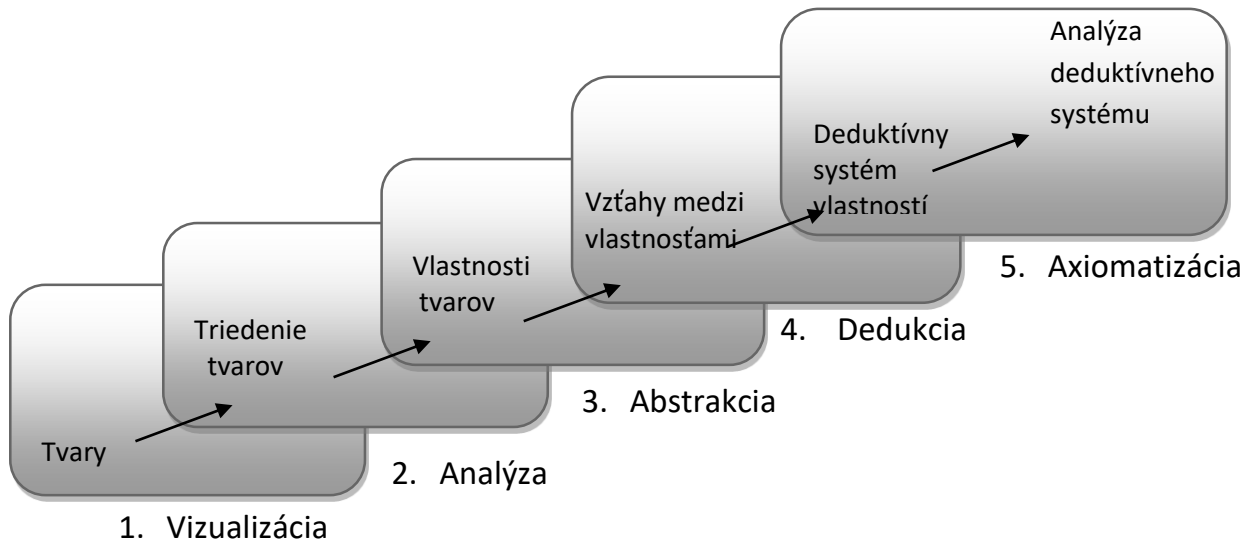 Tvary
1. Vizualizácia
Triedenie
tvarov
2. Analýza
Vlastnosti
tvarov
3. Abstrakcia
Vzťahy medzi
vlastnosťami
4. Dedukcia
Deduktívny
systém
vlastností
5. Axiomatizácia
Analýza
deduktívneho
systému